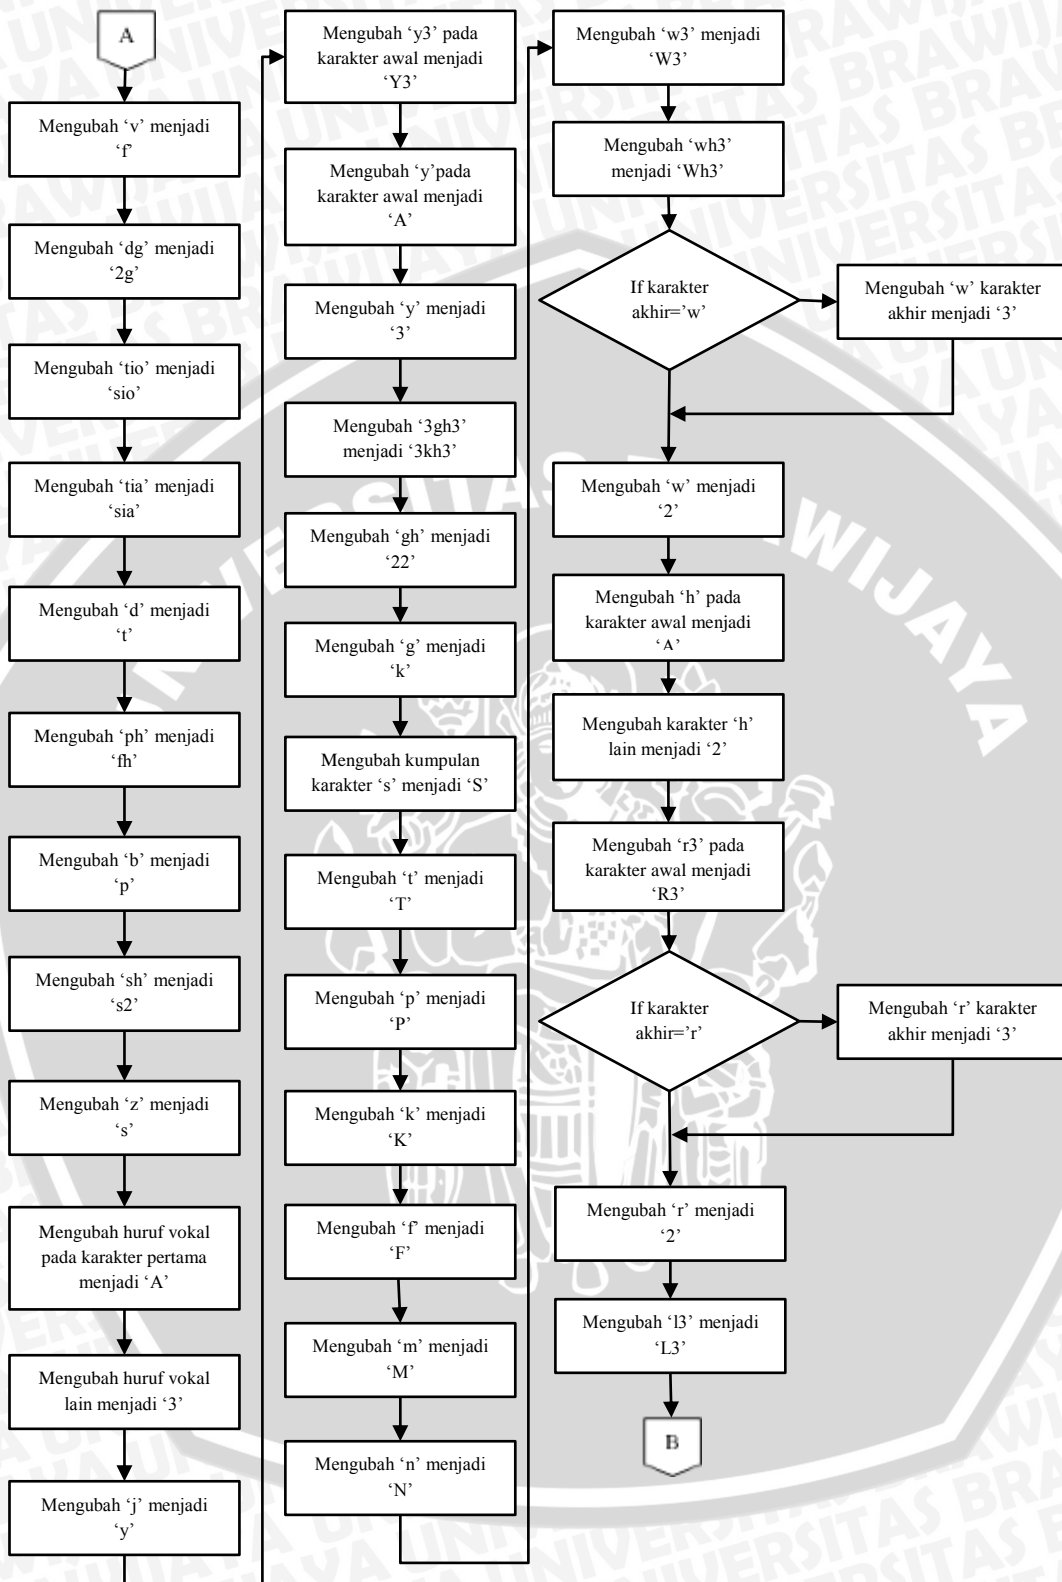 A
Mengubah ‘v’ menjadi
‘f’
Mengubah ‘dg’ menjadi
‘2g’
Mengubah ‘tio’ menjadi
‘sio’
Mengubah ‘tia’ menjadi
‘sia’
Mengubah ‘d’ menjadi
‘t’
Mengubah ‘ph’ menjadi
‘fh’
Mengubah ‘b’ menjadi
‘p’
Mengubah ‘sh’ menjadi
‘s2’
Mengubah ‘z’ menjadi
‘s’
Mengubah huruf vokal
pada karakter pertama
menjadi ‘A’
Mengubah huruf vokal
lain menjadi ‘3’
Mengubah ‘j’ menjadi
‘y’
Mengubah ‘y3’ pada
karakter awal menjadi
‘Y3’
Mengubah ‘y’pada
karakter awal menjadi
‘A’
Mengubah ‘y’ menjadi
‘3’
Mengubah ‘3gh3’
menjadi ‘3kh3’
Mengubah ‘gh’ menjadi
‘22’
Mengubah ‘g’ menjadi
‘k’
Mengubah kumpulan
karakter ‘s’ menjadi ‘S’
Mengubah ‘t’ menjadi
‘T’
Mengubah ‘p’ menjadi
‘P’
Mengubah ‘k’ menjadi
‘K’
Mengubah ‘f’ menjadi
‘F’
Mengubah ‘m’ menjadi
‘M’
Mengubah ‘n’ menjadi
‘N’
Mengubah ‘w3’ menjadi
‘W3’
Mengubah ‘wh3’
menjadi ‘Wh3’
If karakter
akhir=’w’
Mengubah ‘w’ karakter
akhir menjadi ‘3’
Mengubah ‘w’ menjadi
‘2’
Mengubah ‘h’ pada
karakter awal menjadi
‘A’
Mengubah karakter ‘h’
lain menjadi ‘2’
Mengubah ‘r3’ pada
karakter awal menjadi
‘R3’
If karakter
akhir=’r’
Mengubah ‘r’ karakter
akhir menjadi ‘3’
Mengubah ‘r’ menjadi
‘2’
Mengubah ‘l3’ menjadi
‘L3’
B